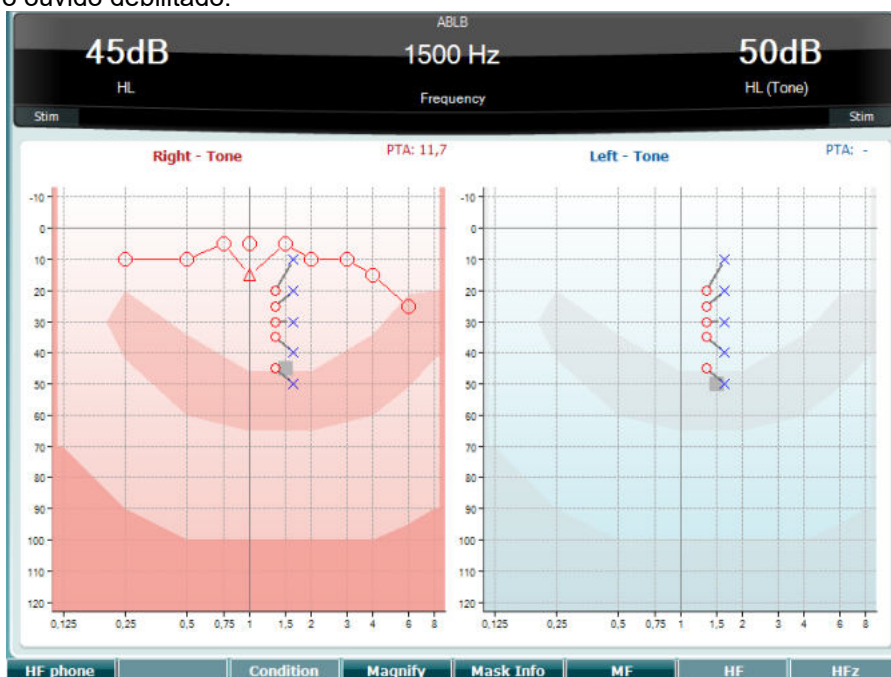 o ouvido debilitado.
ABLB
45dB 1500 Hz 50dB
HL Frequency HL (Tone)
Stim Stim
Right - Tone PTA: 11,7 Left - Tone PTA: -
-10 -10
0 0
10 10
20 20
30 30
40 40
50 50
60 60
70 70
80 80
90 90
100 100
110 110
120 120
0,125 0,25 0,5 0,75 1 1,5 2 3 4 6 8 0,125 0,25 0,5 0,75 1 1,5 2 3 4 6 8
HF phone Condition Magnify Mask Info MF HF HFz